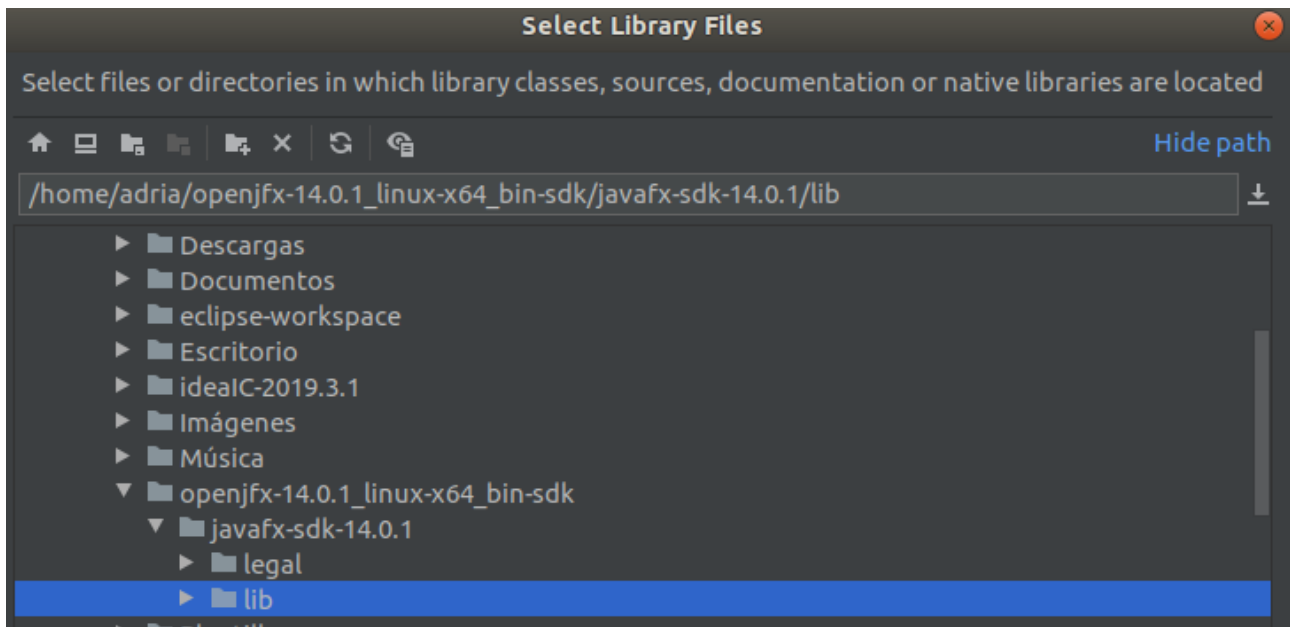 Select Library Files
Select files or directories in which library classes, sources, documentation or native libraries are located
Hide path
/home/adria/openjfx-14.0.1_linux-x64_bin-sdk/javafx-sdk-14.0.1/lib
Descargas
Documentos
eclipse-workspace
Escritorio
ideaIC-2019.3.1
Imágenes
Música
openjfx-14.0.1_linux-x64_bin-sdk
javafx-sdk-14.0.1
legal
lib